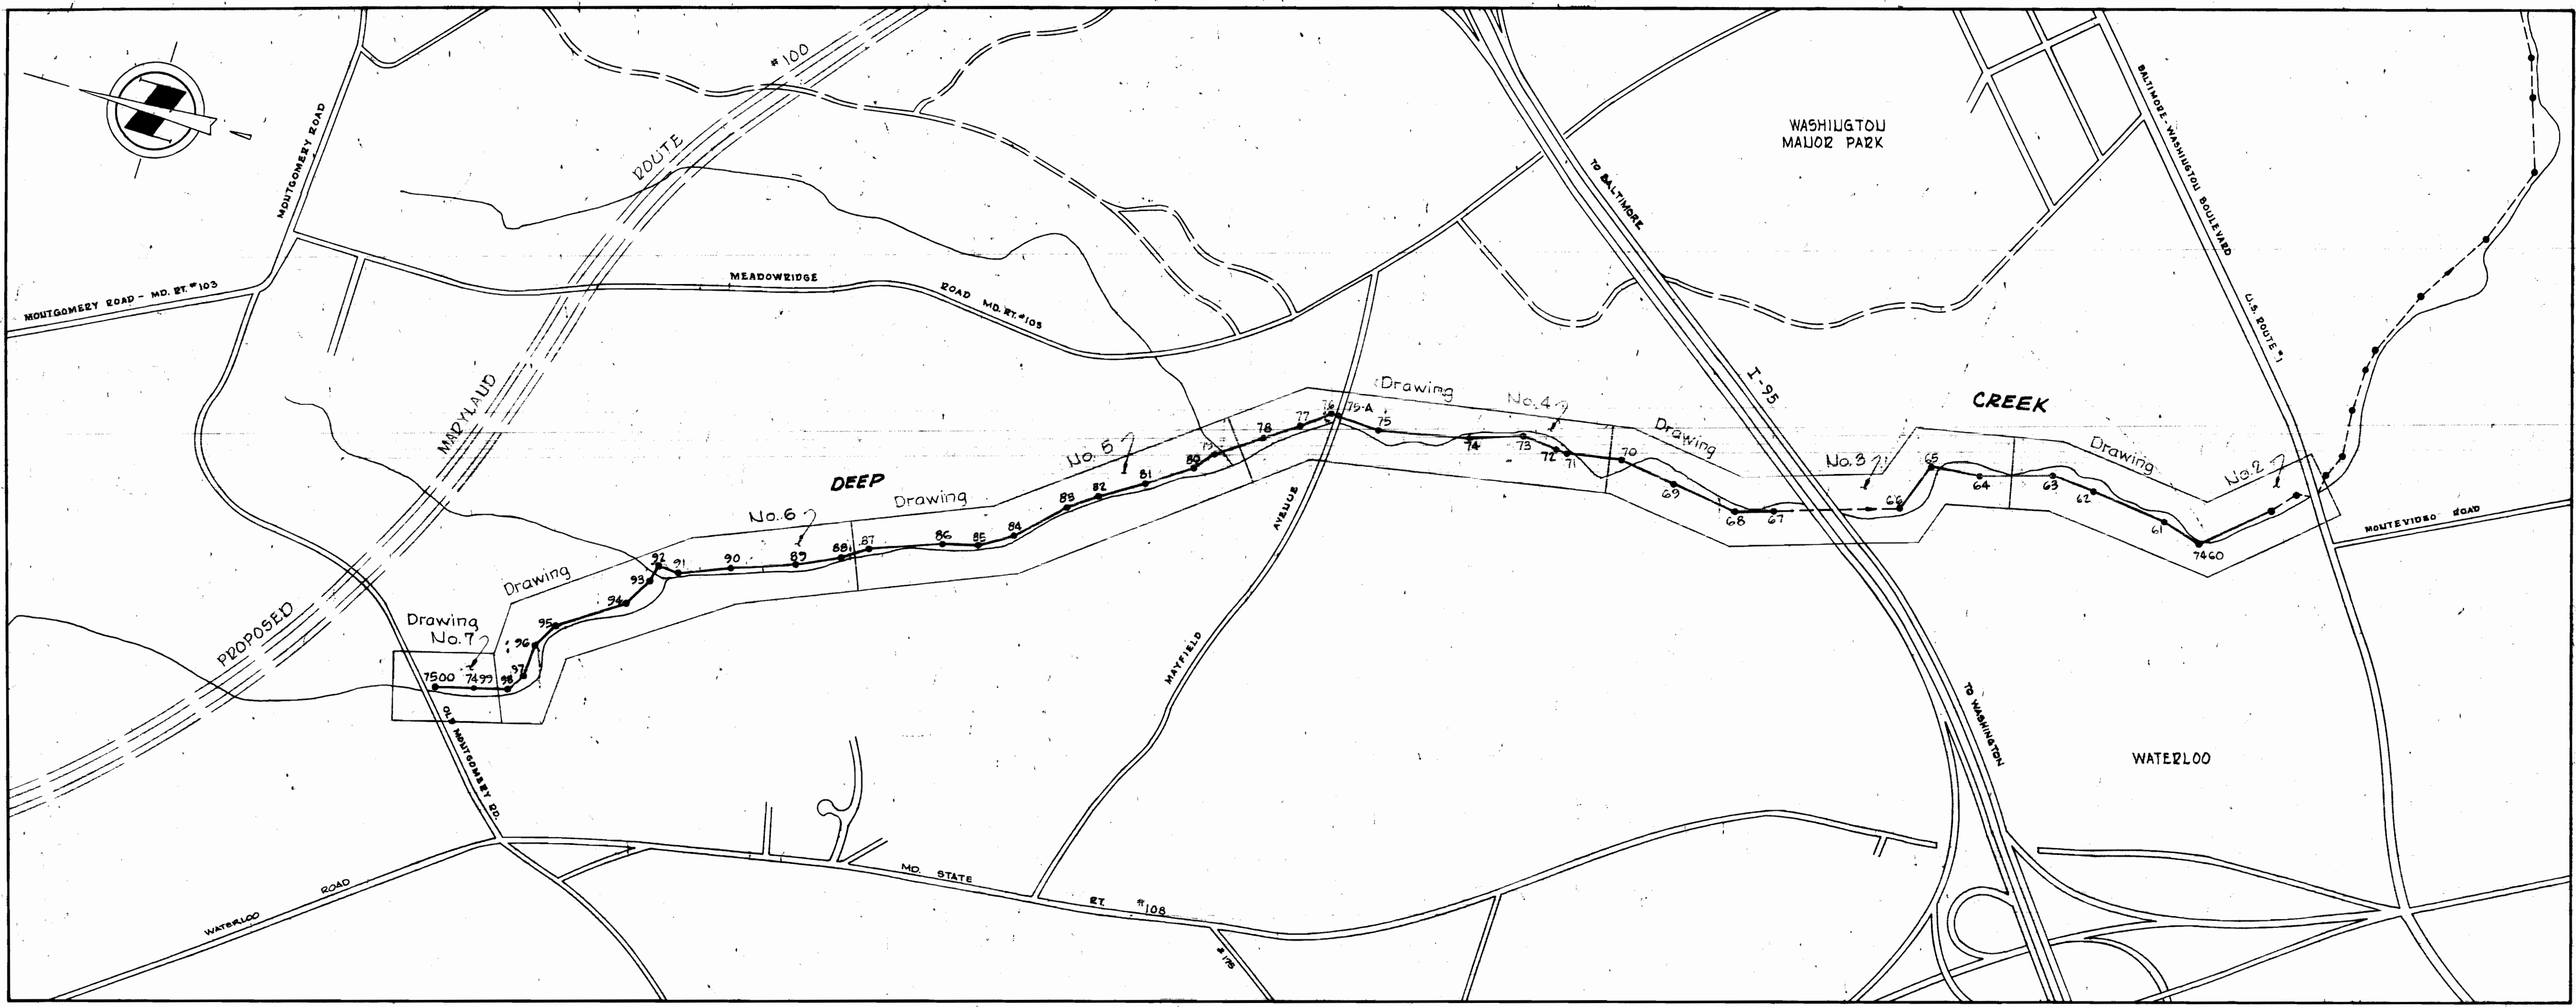 # 100
ROUTE
MARYLAND
PROPOSED
MONTGOMERY ROAD
MONTGOMERY ROAD - MD. RT. #103
MEADOWRIDGE
ROAD MD. RT. #103
WASHINGTON
MANOR PARK
TO BALTIMORE
I-95
TO WASHINGTON
BALTIMORE - WASHINGTON BOULEVARD
U.S. ROUTE #1
MONTEVIDEO ROAD
DEEP
CREEK
Drawing
No. 7
Drawing
No. 6
Drawing
No. 5
Drawing
No. 4
Drawing
No. 3
Drawing
No. 2
7500
7499
98
97
96
95
94
93
92
91
90
89
88
87
86
85
84
83
82
81
80
79
78
77
76
75-A
75
74
73
72
71
70
69
68
67
66
65
64
63
62
61
7460
MAYFIELD
AVENUE
OLD MONTGOMERY RD.
WATERLOO
ROAD
MD. STATE
RT. #108
# 175
WATERLOO